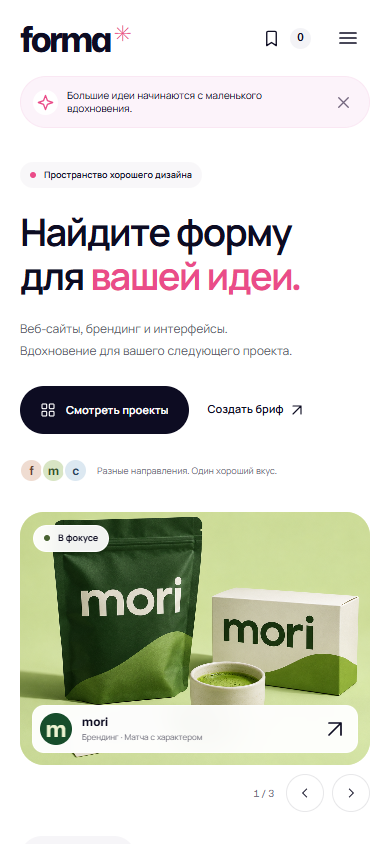 forma
0
Большие идеи начинаются с маленького
вдохновения.
Пространство хорошего дизайна
Найдите форму
для вашей идеи.
Веб-сайты, брендинг и интерфейсы.
Вдохновение для вашего следующего проекта.
Смотреть проекты
Создать бриф
f m c
Разные направления. Один хороший вкус.
В фокусе
mori
mori
m
mori
Брендинг · Матча с характером
1 / 3